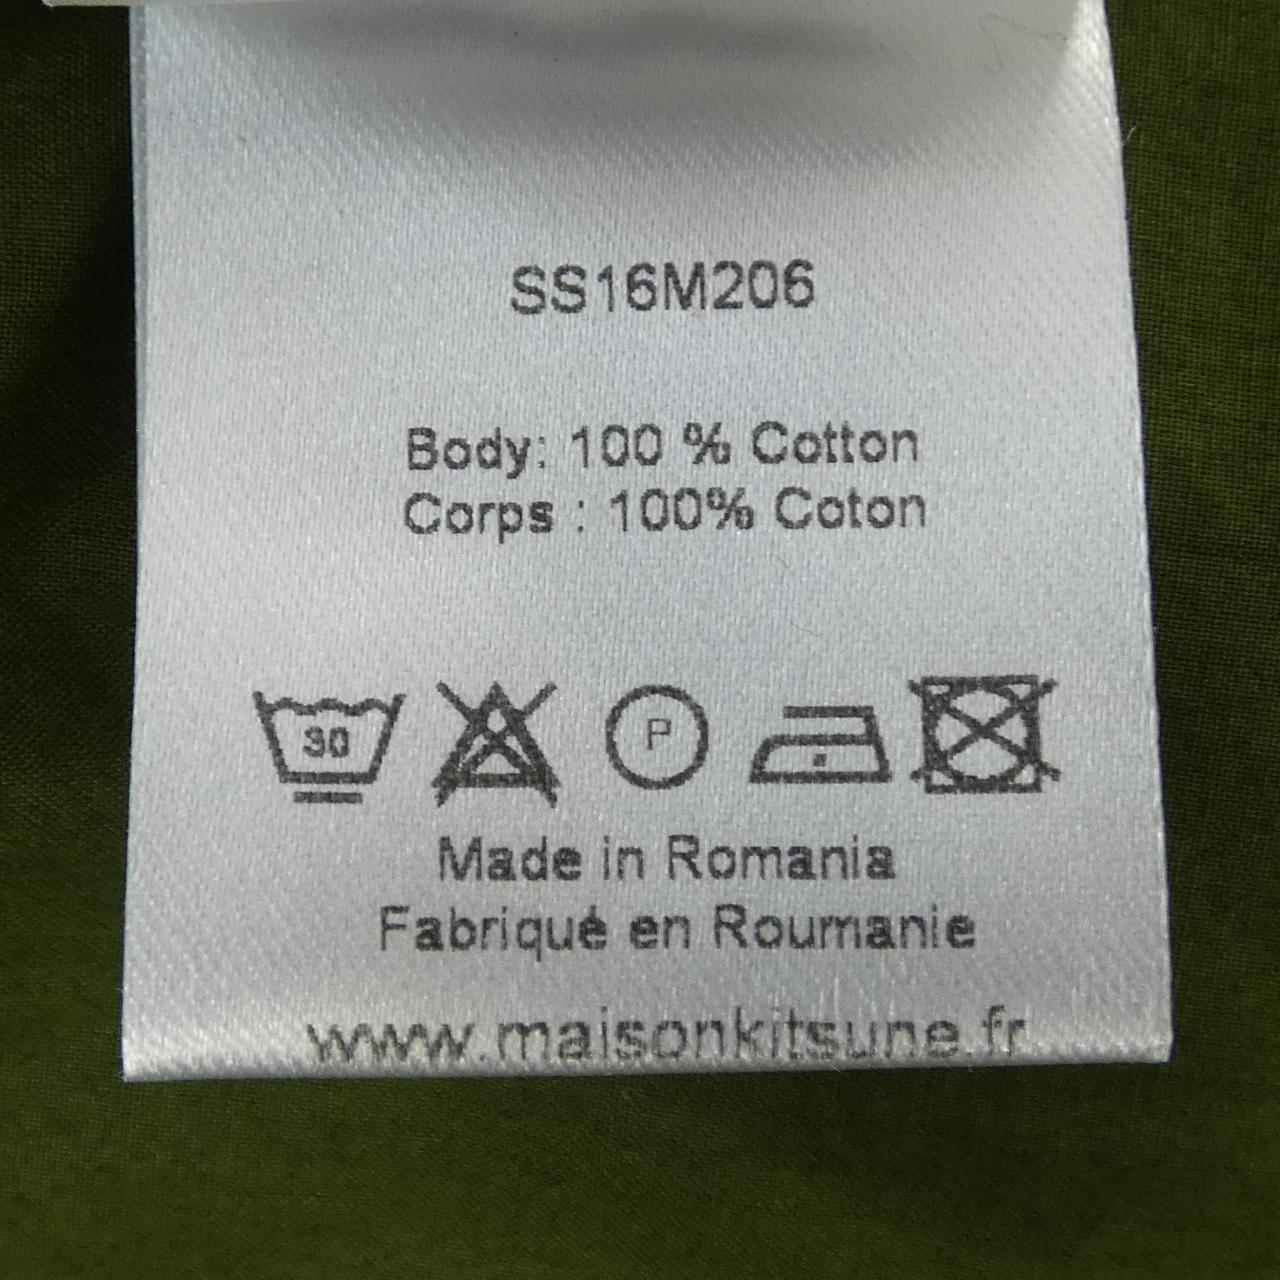 SS16M206
Body: 100 % Cotton
Corps : 100% Coton
30
P
Made in Romania
Fabriqué en Roumanie
www.maisonkitsune.fr